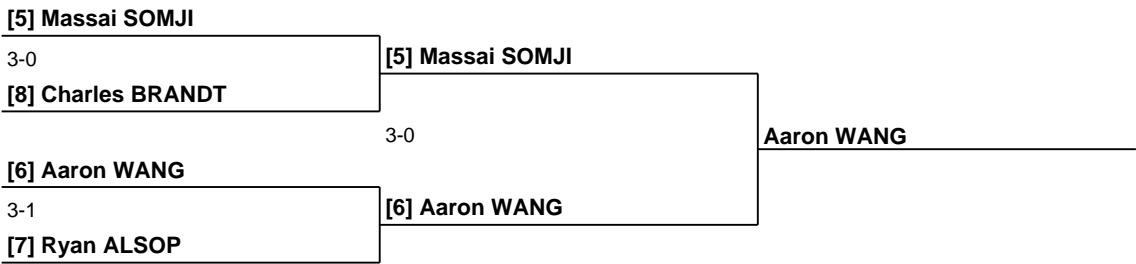 [5] Massai SOMJI
3-0
[5] Massai SOMJI
[8] Charles BRANDT
3-0
Aaron WANG
[6] Aaron WANG
3-1
[6] Aaron WANG
[7] Ryan ALSOP